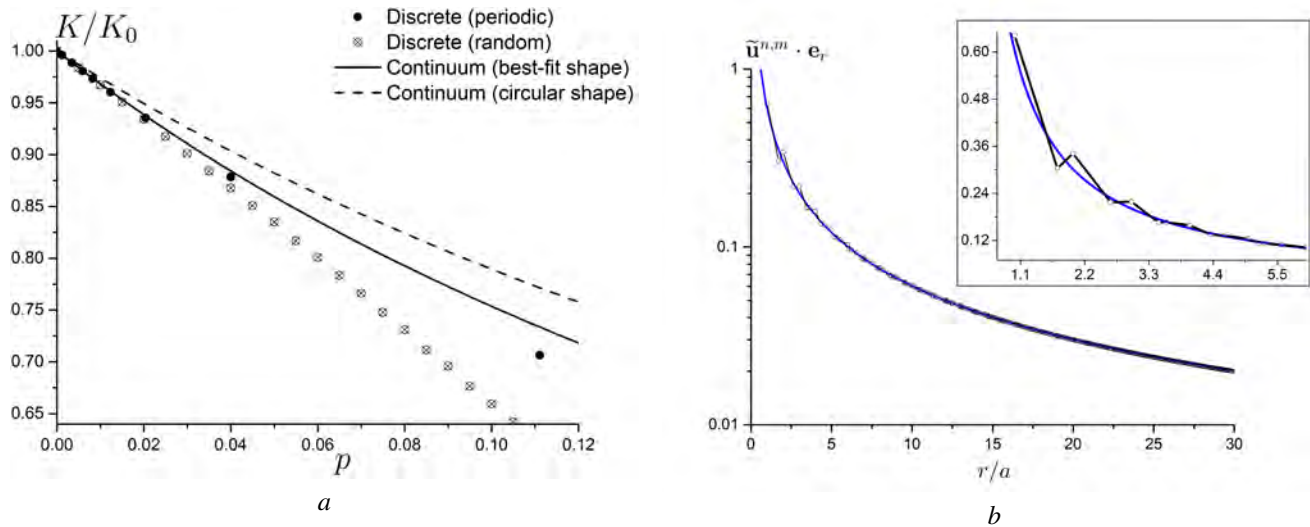 K/K₀
Discrete (periodic)
Discrete (random)
Continuum (best-fit shape)
Continuum (circular shape)
1.00
0.95
0.90
0.85
0.80
0.75
0.70
0.65
0.00 0.02 0.04 0.06 0.08 0.10 0.12
p
a
ũⁿ,ᵐ · eᵣ
1
0.1
0.01
0 5 10 15 20 25 30
r/a
0.60
0.48
0.36
0.24
0.12
1.1 2.2 3.3 4.4 5.5
b